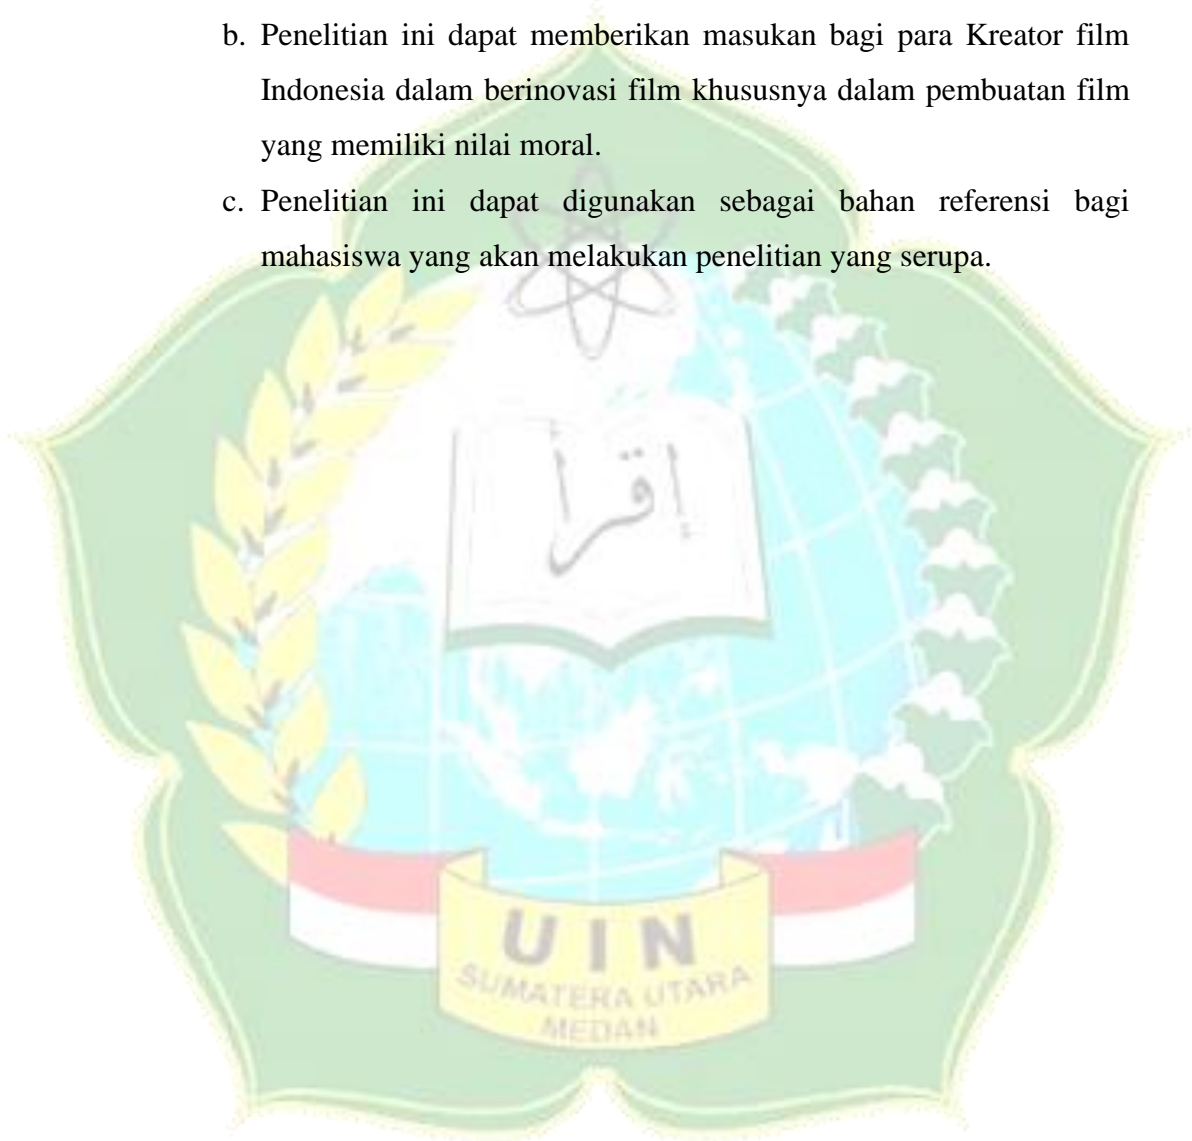 b. Penelitian ini dapat memberikan masukan bagi para Kreator film
Indonesia dalam berinovasi film khususnya dalam pembuatan film
yang memiliki nilai moral.
c. Penelitian ini dapat digunakan sebagai bahan referensi bagi
mahasiswa yang akan melakukan penelitian yang serupa.
إقرأ
UIN
SUMATERA UTARA
MEDAN